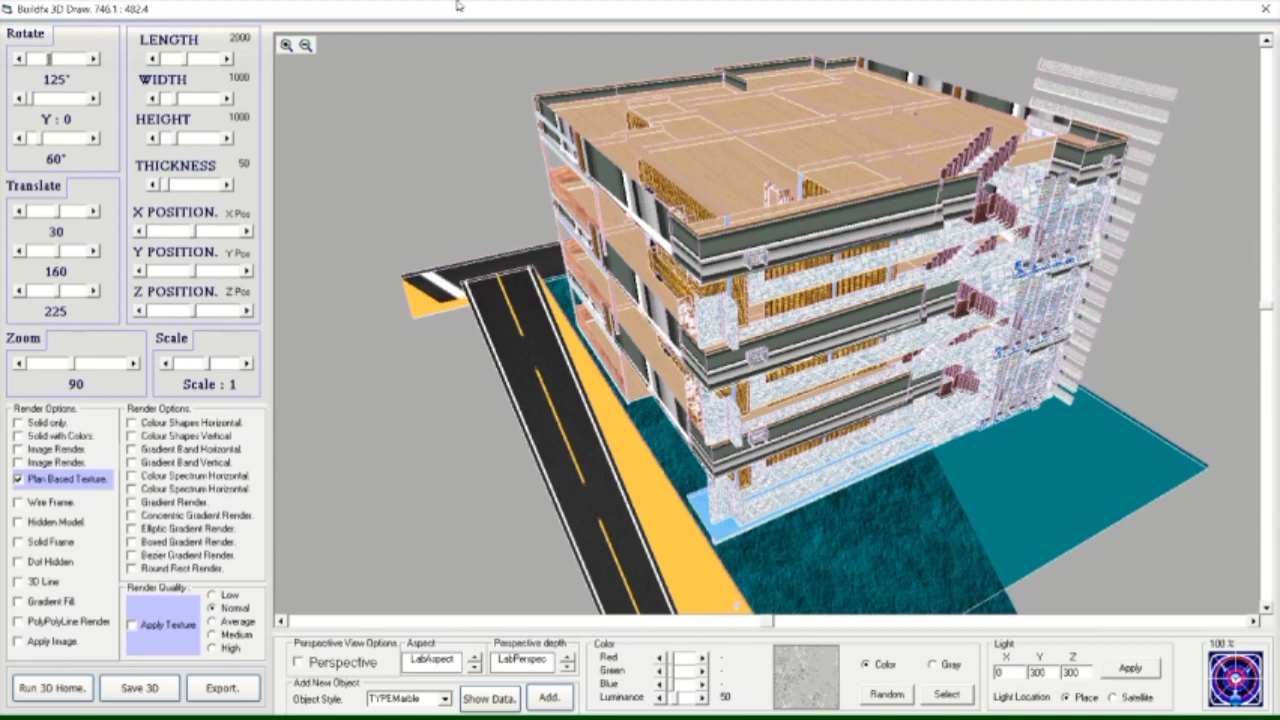 Buildfx 3D Draw. 746.1 : 482.4
Rotate
125°
Y : 0
60°
Translate
30
160
225
Zoom
90
Scale
Scale : 1
LENGTH 2000
WIDTH 1000
HEIGHT 1000
THICKNESS 50
X POSITION. X Pos
Y POSITION. Y Pos
Z POSITION. Z Pos
Render Options.
Solid only.
Solid with Colors.
Image Render.
Image Render.
Plan Based Texture.
Wire Frame.
Hidden Model.
Solid Frame
Dot Hidden
3D Line
Gradient Fill.
PolyPolyLine Render
Apply Image.
Render Options.
Colour Shapes Horizontal.
Colour Shapes Vertical
Gradient Band Horizontal.
Gradient Band Vertical.
Colour Spectrum Horizontal.
Colour Spectrum Horizontal.
Gradient Render.
Concentric Gradient Render.
Elliptic Gradient Render.
Boxed Gradient Render.
Bezier Gradient Render.
Round Rect Render.
Render Quality :
Apply Texture
Low
Normal
Average
Medium
High
Run 3D Home.
Save 3D
Export.
Perspective View Options.
Perspective
Aspect
LabAspect
Perspective depth
LabPerspec
Add New Object
Object Style.
TYPEMarble
Show Data.
Add.
Color
Red
Green
Blue
Luminance
50
Color
Gray
Random
Select
Light
X Y Z
0 300 300
Apply
Light Location
Place
Satellite
100 %